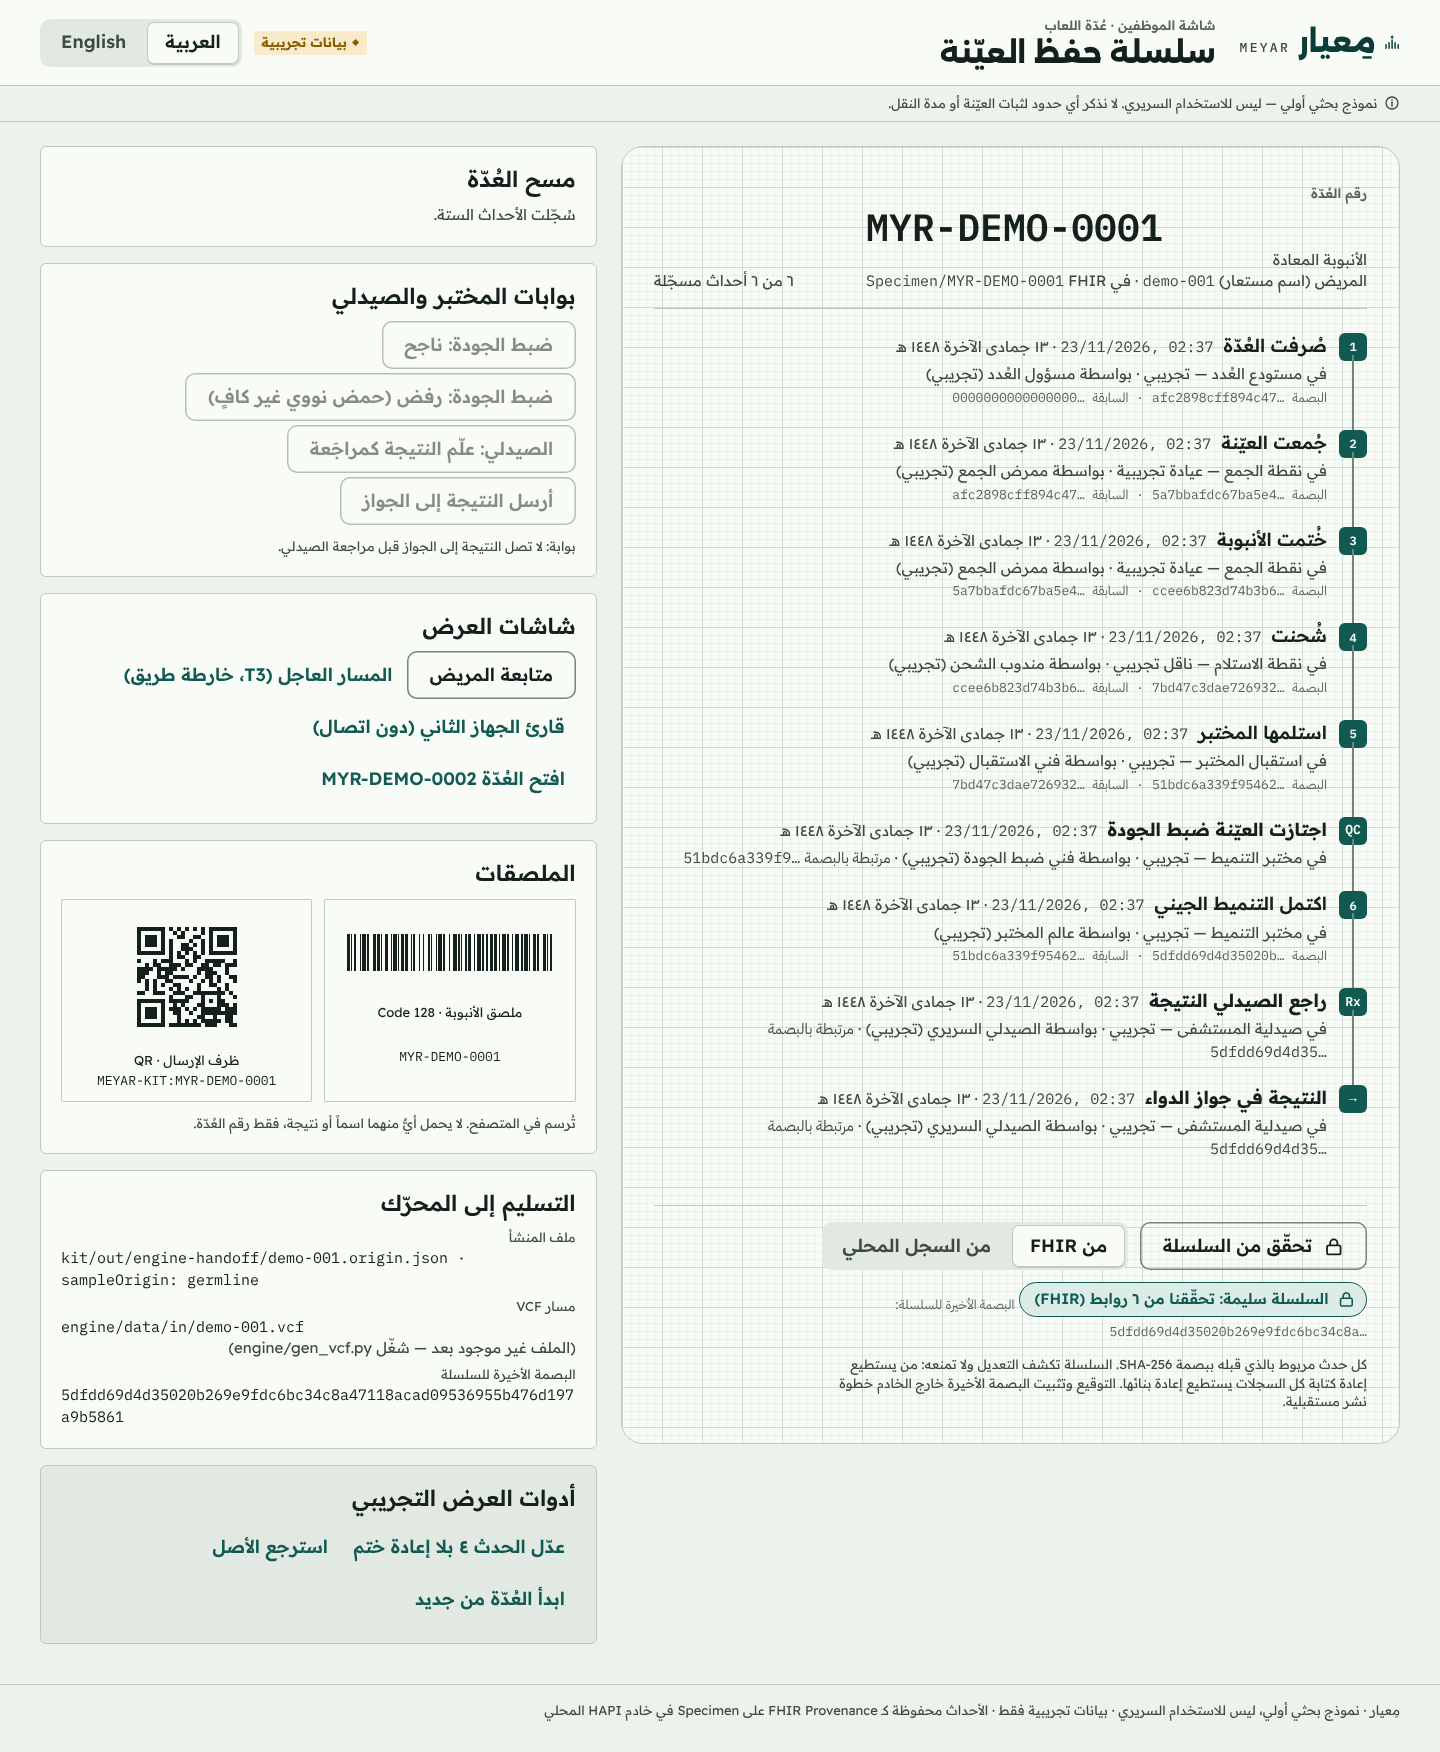 مِعيار MEYAR
شاشة الموظفين · عُدّة اللعاب
سلسلة حفظ العيّنة
بيانات تجريبية
العربية
English
نموذج بحثي أولي — ليس للاستخدام السريري. لا نذكر أي حدود لثبات العيّنة أو مدة النقل.
رقم العُدّة
MYR-DEMO-0001
الأنبوبة المعادة
المريض (اسم مستعار) demo-001 · في FHIR Specimen/MYR-DEMO-0001
٦ من ٦ أحداث مسجّلة
1 صُرفت العُدّة 23/11/2026, 02:37 · ١٣ جمادى الآخرة ١٤٤٨ هـ
في مستودع العُدد — تجريبي · بواسطة مسؤول العُدد (تجريبي)
البصمة afc2898cff894c47… · السابقة 0000000000000000…
2 جُمعت العيّنة 23/11/2026, 02:37 · ١٣ جمادى الآخرة ١٤٤٨ هـ
في نقطة الجمع — عيادة تجريبية · بواسطة ممرض الجمع (تجريبي)
البصمة 5a7bbafdc67ba5e4… · السابقة afc2898cff894c47…
3 خُتمت الأنبوبة 23/11/2026, 02:37 · ١٣ جمادى الآخرة ١٤٤٨ هـ
في نقطة الجمع — عيادة تجريبية · بواسطة ممرض الجمع (تجريبي)
البصمة ccee6b823d74b3b6… · السابقة 5a7bbafdc67ba5e4…
4 شُحنت 23/11/2026, 02:37 · ١٣ جمادى الآخرة ١٤٤٨ هـ
في نقطة الاستلام — ناقل تجريبي · بواسطة مندوب الشحن (تجريبي)
البصمة 7bd47c3dae726932… · السابقة ccee6b823d74b3b6…
5 استلمها المختبر 23/11/2026, 02:37 · ١٣ جمادى الآخرة ١٤٤٨ هـ
في استقبال المختبر — تجريبي · بواسطة فني الاستقبال (تجريبي)
البصمة 51bdc6a339f95462… · السابقة 7bd47c3dae726932…
QC اجتازت العيّنة ضبط الجودة 23/11/2026, 02:37 · ١٣ جمادى الآخرة ١٤٤٨ هـ
في مختبر التنميط — تجريبي · بواسطة فني ضبط الجودة (تجريبي) · مرتبطة بالبصمة 51bdc6a339f9…
6 اكتمل التنميط الجيني 23/11/2026, 02:37 · ١٣ جمادى الآخرة ١٤٤٨ هـ
في مختبر التنميط — تجريبي · بواسطة عالم المختبر (تجريبي)
البصمة 5dfdd69d4d35020b… · السابقة 51bdc6a339f95462…
Rx راجع الصيدلي النتيجة 23/11/2026, 02:37 · ١٣ جمادى الآخرة ١٤٤٨ هـ
في صيدلية المستشفى — تجريبي · بواسطة الصيدلي السريري (تجريبي) · مرتبطة بالبصمة
5dfdd69d4d35…
→ النتيجة في جواز الدواء 23/11/2026, 02:37 · ١٣ جمادى الآخرة ١٤٤٨ هـ
في صيدلية المستشفى — تجريبي · بواسطة الصيدلي السريري (تجريبي) · مرتبطة بالبصمة
5dfdd69d4d35…
تحقّق من السلسلة
من FHIR
من السجل المحلي
السلسلة سليمة: تحقّقنا من ٦ روابط (FHIR)
البصمة الأخيرة للسلسلة:
5dfdd69d4d35020b269e9fdc6bc34c8a…
كل حدث مربوط بالذي قبله ببصمة SHA-256. السلسلة تكشف التعديل ولا تمنعه: من يستطيع
إعادة كتابة كل السجلات يستطيع إعادة بنائها. التوقيع وتثبيت البصمة الأخيرة خارج الخادم خطوة
نشر مستقبلية.
مسح العُدّة
سُجّلت الأحداث الستة.
بوابات المختبر والصيدلي
ضبط الجودة: ناجح
ضبط الجودة: رفض (حمض نووي غير كافٍ)
الصيدلي: علّم النتيجة كمراجَعة
أرسل النتيجة إلى الجواز
بوابة: لا تصل النتيجة إلى الجواز قبل مراجعة الصيدلي.
شاشات العرض
متابعة المريض
المسار العاجل (T3، خارطة طريق)
قارئ الجهاز الثاني (دون اتصال)
افتح العُدّة MYR-DEMO-0002
الملصقات
ملصق الأنبوبة · Code 128
MYR-DEMO-0001
ظرف الإرسال · QR
MEYAR-KIT:MYR-DEMO-0001
تُرسم في المتصفح. لا يحمل أيٌّ منهما اسماً أو نتيجة، فقط رقم العُدّة.
التسليم إلى المحرّك
ملف المنشأ
kit/out/engine-handoff/demo-001.origin.json ·
sampleOrigin: germline
مسار VCF
engine/data/in/demo-001.vcf
(الملف غير موجود بعد — شغّل engine/gen_vcf.py)
البصمة الأخيرة للسلسلة
5dfdd69d4d35020b269e9fdc6bc34c8a47118acad09536955b476d197
a9b5861
أدوات العرض التجريبي
عدّل الحدث ٤ بلا إعادة ختم
استرجع الأصل
ابدأ العُدّة من جديد
مِعيار · نموذج بحثي أولي، ليس للاستخدام السريري · بيانات تجريبية فقط · الأحداث محفوظة كـ FHIR Provenance على Specimen في خادم HAPI المحلي